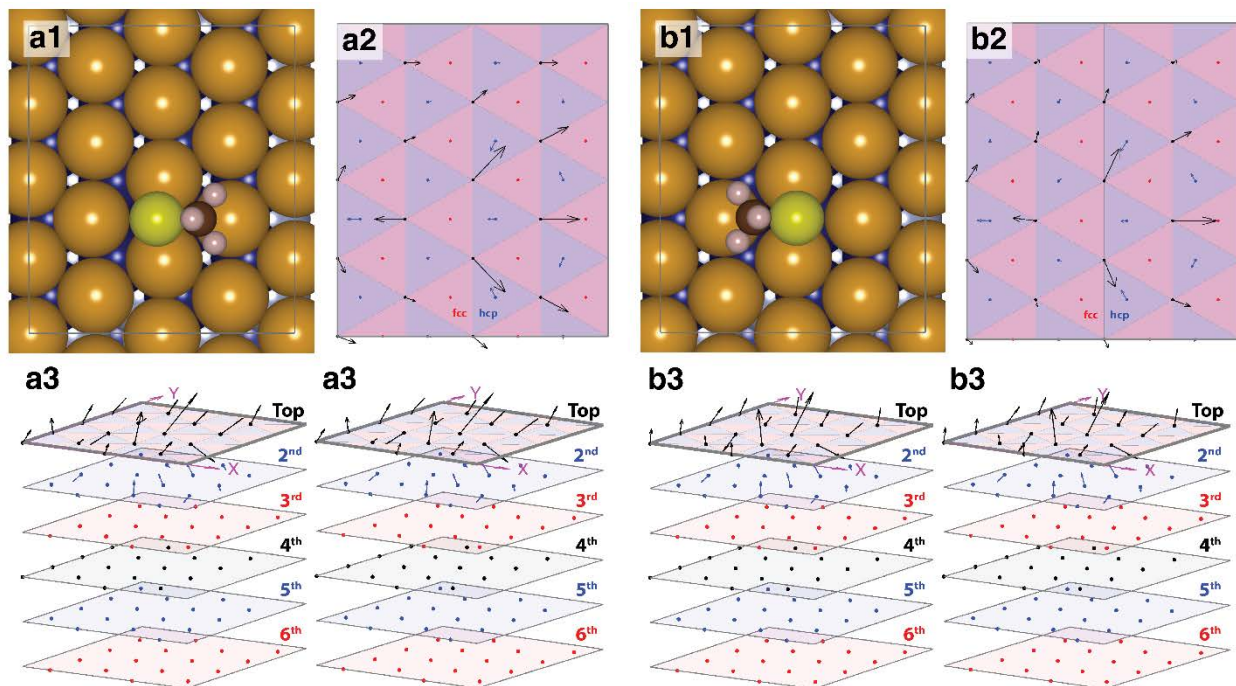 a1
a2
b1
b2
fcc hcp
fcc hcp
a3
a3
b3
b3
Y
Top
X
2nd
3rd
4th
5th
6th
Y
Top
X
2nd
3rd
4th
5th
6th
Y
Top
X
2nd
3rd
4th
5th
6th
Y
Top
X
2nd
3rd
4th
5th
6th